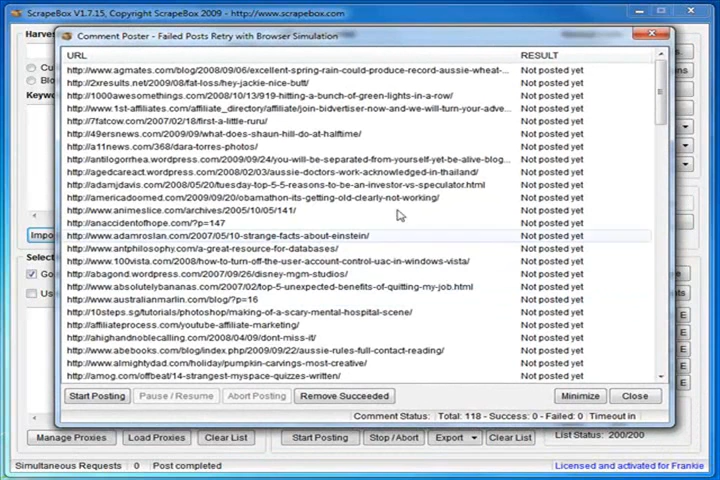 ScrapeBox V1.7.15, Copyright ScrapeBox 2009 - http://www.scrapebox.com
Comment Poster - Failed Posts Retry with Browser Simulation
URL RESULT
http://www.agmates.com/blog/2008/09/06/excellent-spring-rain-could-produce-record-aussie-wheat-... Not posted yet
http://2xresults.net/2009/08/fat-loss/hey-jackie-nice-butt/ Not posted yet
http://1000awesomethings.com/2008/10/13/919-hitting-a-bunch-of-green-lights-in-a-row/ Not posted yet
http://www.1st-affiliates.com/affiliate_directory/affiliate/join-bidvertiser-now-and-we-will-turn-your-adve... Not posted yet
http://7fatcow.com/2007/02/18/first-a-little-ruru/ Not posted yet
http://49ersnews.com/2009/09/what-does-shaun-hill-do-at-halftime/ Not posted yet
http://a11news.com/368/dara-torres-photos/ Not posted yet
http://antilogorrhea.wordpress.com/2009/09/24/you-will-be-separated-from-yourself-yet-be-alive-blog... Not posted yet
http://agedcareact.wordpress.com/2008/02/03/aussie-doctors-work-acknowledged-in-thailand/ Not posted yet
http://adamjdavis.com/2008/05/20/tuesday-top-5-5-reasons-to-be-an-investor-vs-speculator.html Not posted yet
http://americadoomed.com/2009/09/20/obamathon-its-getting-old-clearly-not-working/ Not posted yet
http://www.animeslice.com/archives/2005/10/05/141/ Not posted yet
http://anaccidentofhope.com/?p=147 Not posted yet
http://www.adamroslan.com/2007/05/10-strange-facts-about-einstein/ Not posted yet
http://www.antphilosophy.com/a-great-resource-for-databases/ Not posted yet
http://www.100vista.com/2008/how-to-turn-off-the-user-account-control-uac-in-windows-vista/ Not posted yet
http://abagond.wordpress.com/2007/09/26/disney-mgm-studios/ Not posted yet
http://www.absolutelybananas.com/2007/02/top-5-unexpected-benefits-of-quitting-my-job.html Not posted yet
http://www.australianmarlin.com/blog/?p=16 Not posted yet
http://10steps.sg/tutorials/photoshop/making-of-a-scary-mental-hospital-scene/ Not posted yet
http://affiliateprocess.com/youtube-affiliate-marketing/ Not posted yet
http://ahighandnoblecalling.com/2008/04/09/dont-miss-it/ Not posted yet
http://www.abebooks.com/blog/index.php/2009/09/22/aussie-rules-full-contact-reading/ Not posted yet
http://www.almightydad.com/holiday/pumpkin-carvings-most-creative/ Not posted yet
http://amog.com/offbeat/14-strangest-myspace-quizzes-written/ Not posted yet
Start Posting Pause / Resume Abort Posting Remove Succeeded Minimize Close
Comment Status: Total: 118 - Success: 0 - Failed: 0 Timeout in
Manage Proxies Load Proxies Clear List Start Posting Stop / Abort Export Clear List List Status: 200/200
Simultaneous Requests 0 Post completed Licensed and activated for Frankie